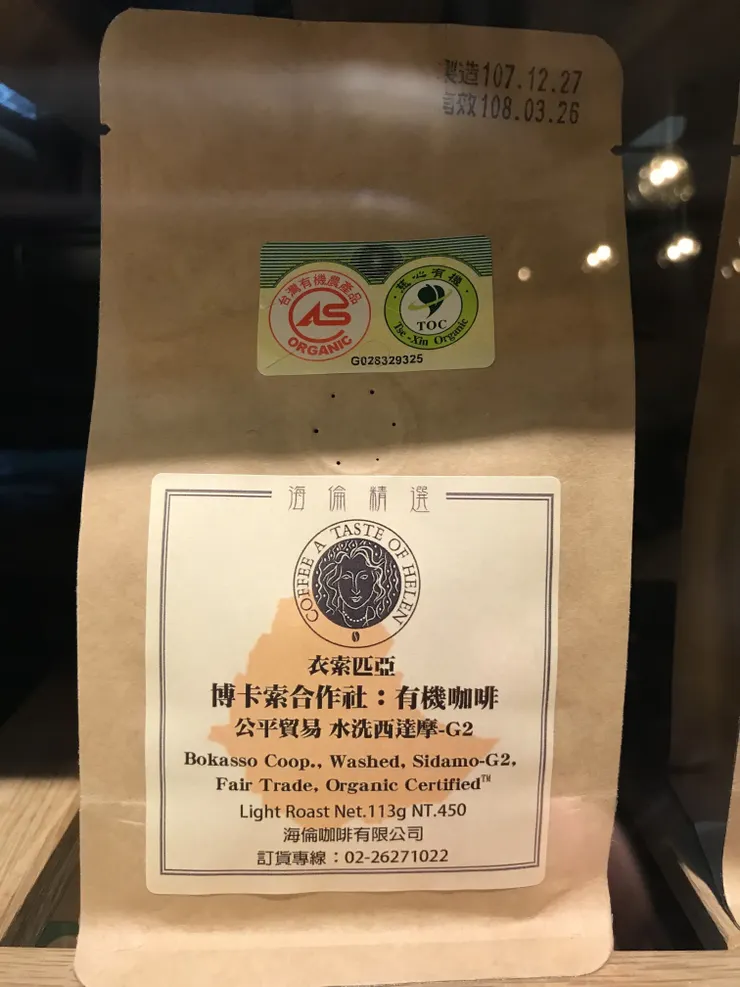 製造107.12.27
有效108.03.26
台灣有機農產品
CAS
ORGANIC
慈心有機
TOC
Tse-Xin Organic
G028329325
海倫精選
COFFEE A TASTE OF HELEN
衣索匹亞
博卡索合作社：有機咖啡
公平貿易 水洗西達摩-G2
Bokasso Coop., Washed, Sidamo-G2,
Fair Trade, Organic Certified™
Light Roast Net.113g NT.450
海倫咖啡有限公司
訂貨專線：02-26271022